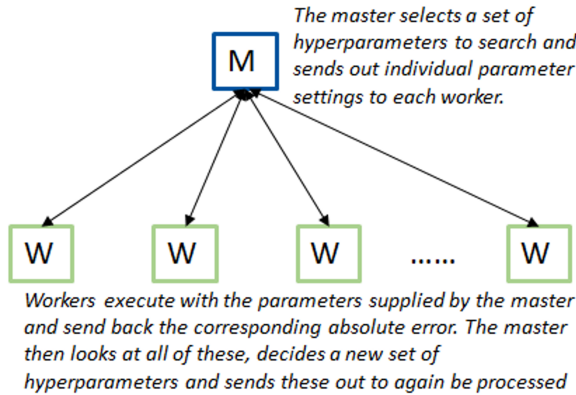 The master selects a set of
hyperparameters to search and
sends out individual parameter
settings to each worker.
M
W W W ...... W
Workers execute with the parameters supplied by the master
and send back the corresponding absolute error. The master
then looks at all of these, decides a new set of
hyperparameters and sends these out to again be processed